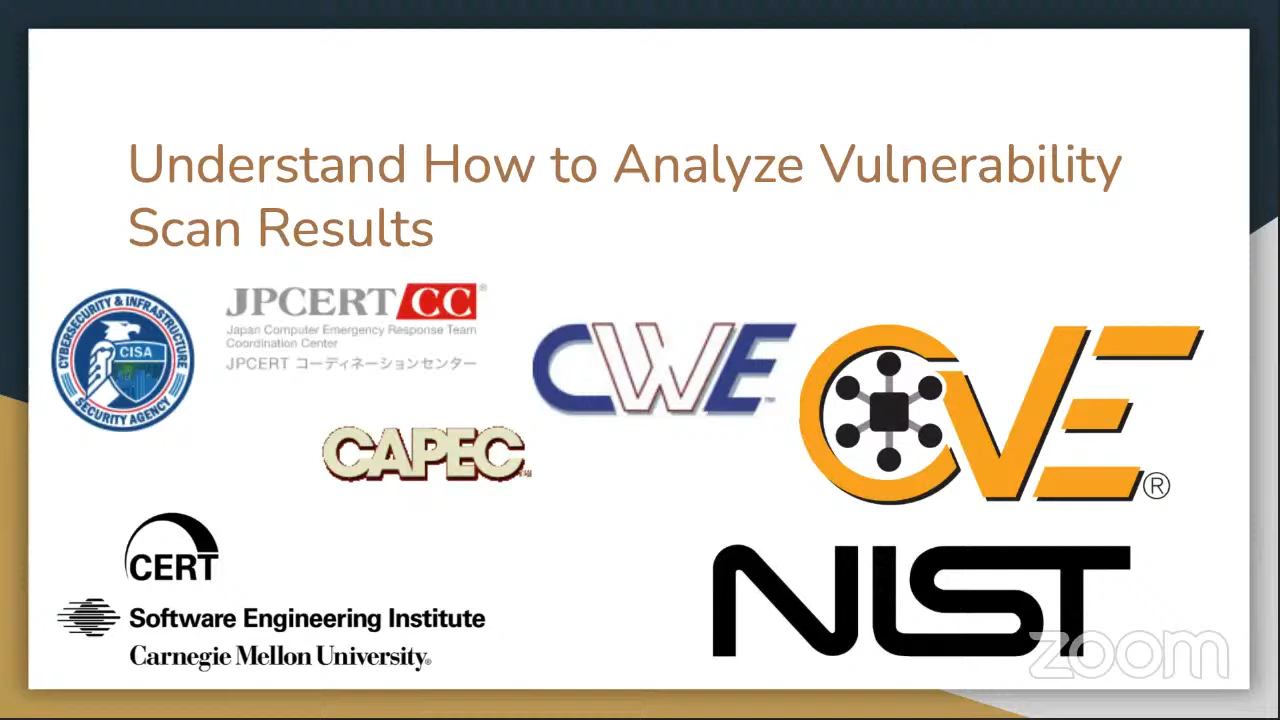 Understand How to Analyze Vulnerability
Scan Results
CYBERSECURITY & INFRASTRUCTURE
CISA
SECURITY AGENCY
JPCERT CC®
Japan Computer Emergency Response Team
Coordination Center
JPCERT コーディネーションセンター
CWE™
CVE®
CAPEC
CERT
Software Engineering Institute
Carnegie Mellon University®
NIST
zoom